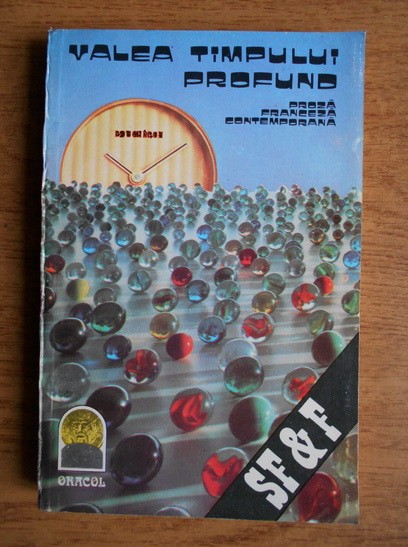 VALEA TIMPULUI
PROFUND
PROZĂ
FRANCEZĂ
CONTEMPORANĂ
SF & F
ORACOL